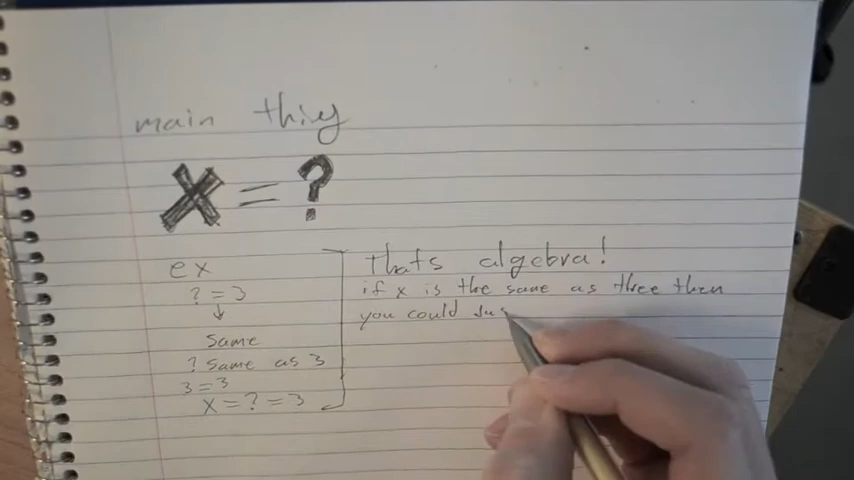 main thing
X = ?
ex
? = 3
↓
same
? same as 3
3 = 3
x = ? = 3
thats algebra!
if x is the same as three then
you could jus